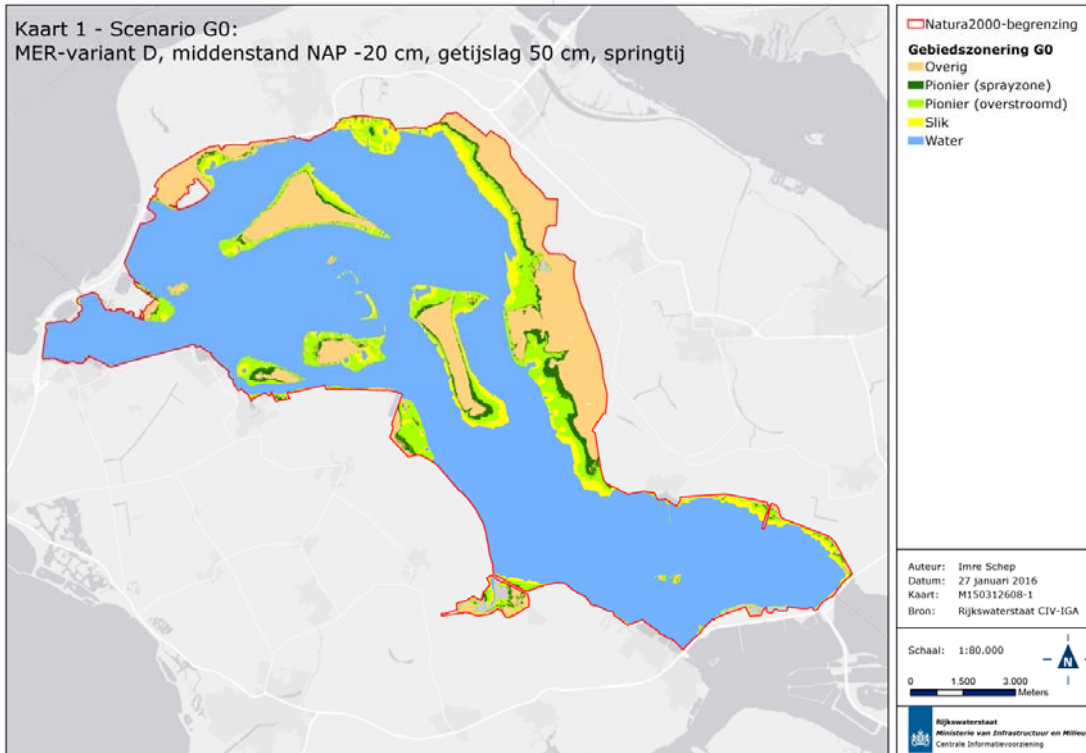 Kaart 1 - Scenario G0:
MER-variant D, middenstand NAP -20 cm, getijslag 50 cm, springtij
Natura2000-begrenzing
Gebiedszonering G0
Overig
Pionier (sprayzone)
Pionier (overstroomd)
Slik
Water
Auteur: Imre Schep
Datum: 27 januari 2016
Kaart: M150312608-1
Bron: Rijkswaterstaat CIV-IGA
Schaal: 1:80.000
N
0 1.500 3.000
Meters
Rijkswaterstaat
Ministerie van Infrastructuur en Milieu
Centrale Informatievoorziening